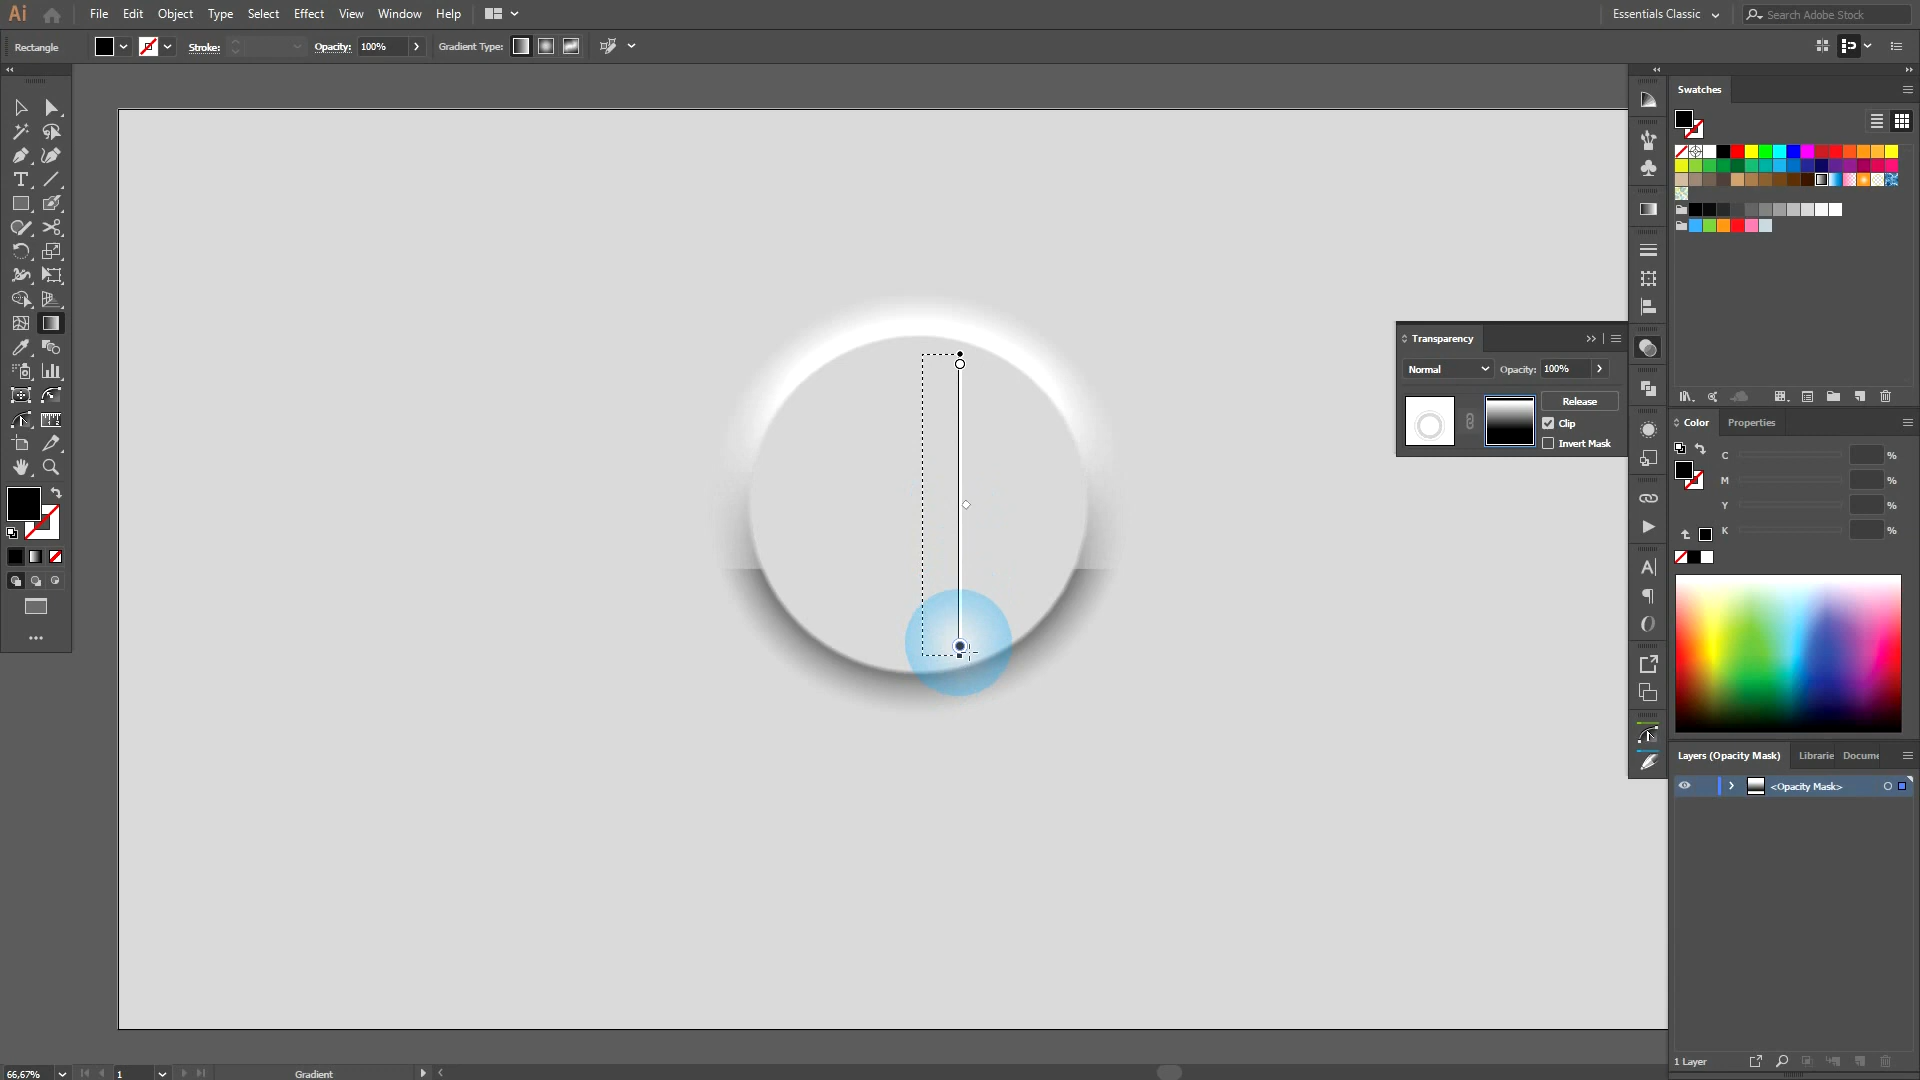 Ai File Edit Object Type Select Effect View Window Help Essentials Classic Search Adobe Stock
Rectangle Stroke: Opacity: 100% Gradient Type:
Swatches
Transparency
Normal Opacity: 100%
Release
Clip
Invert Mask
Color Properties
C %
M %
Y %
K %
Layers (Opacity Mask) Librarie Docume
<Opacity Mask>
1 Layer
66,67% 1 Gradient